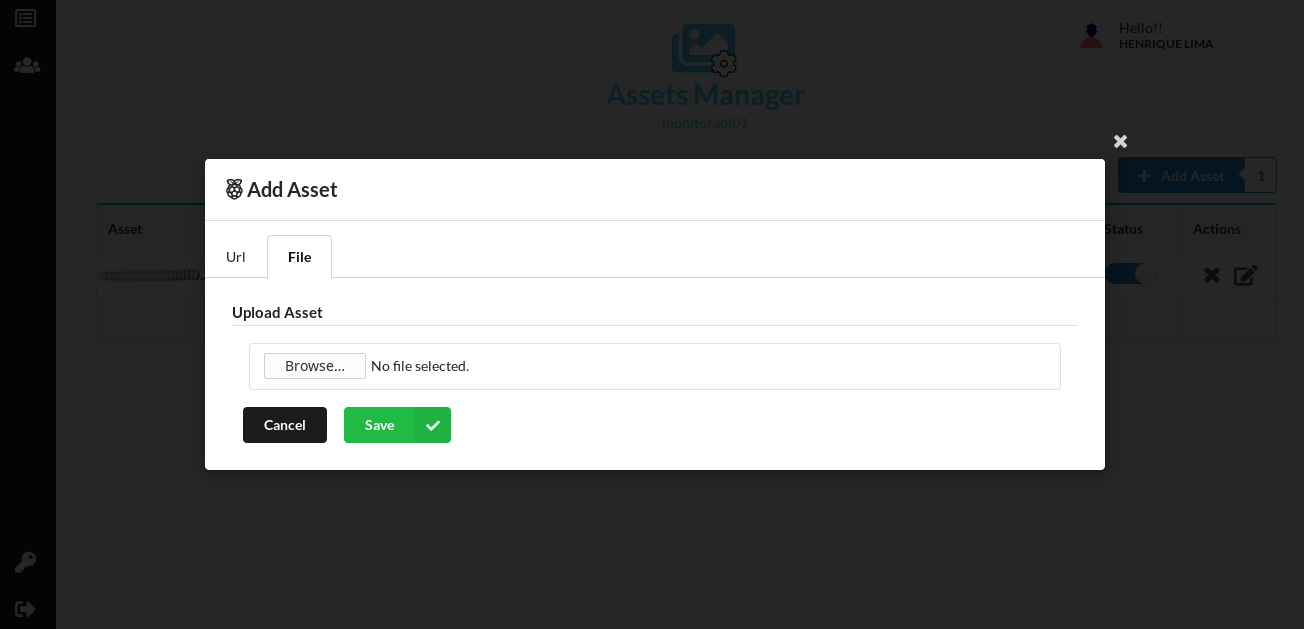 Hello!!
HENRIQUE LIMA
Assets Manager
monitoradl01
Add Asset 1
Asset Status Actions
Add Asset
Url File
Upload Asset
Browse... No file selected.
Cancel Save